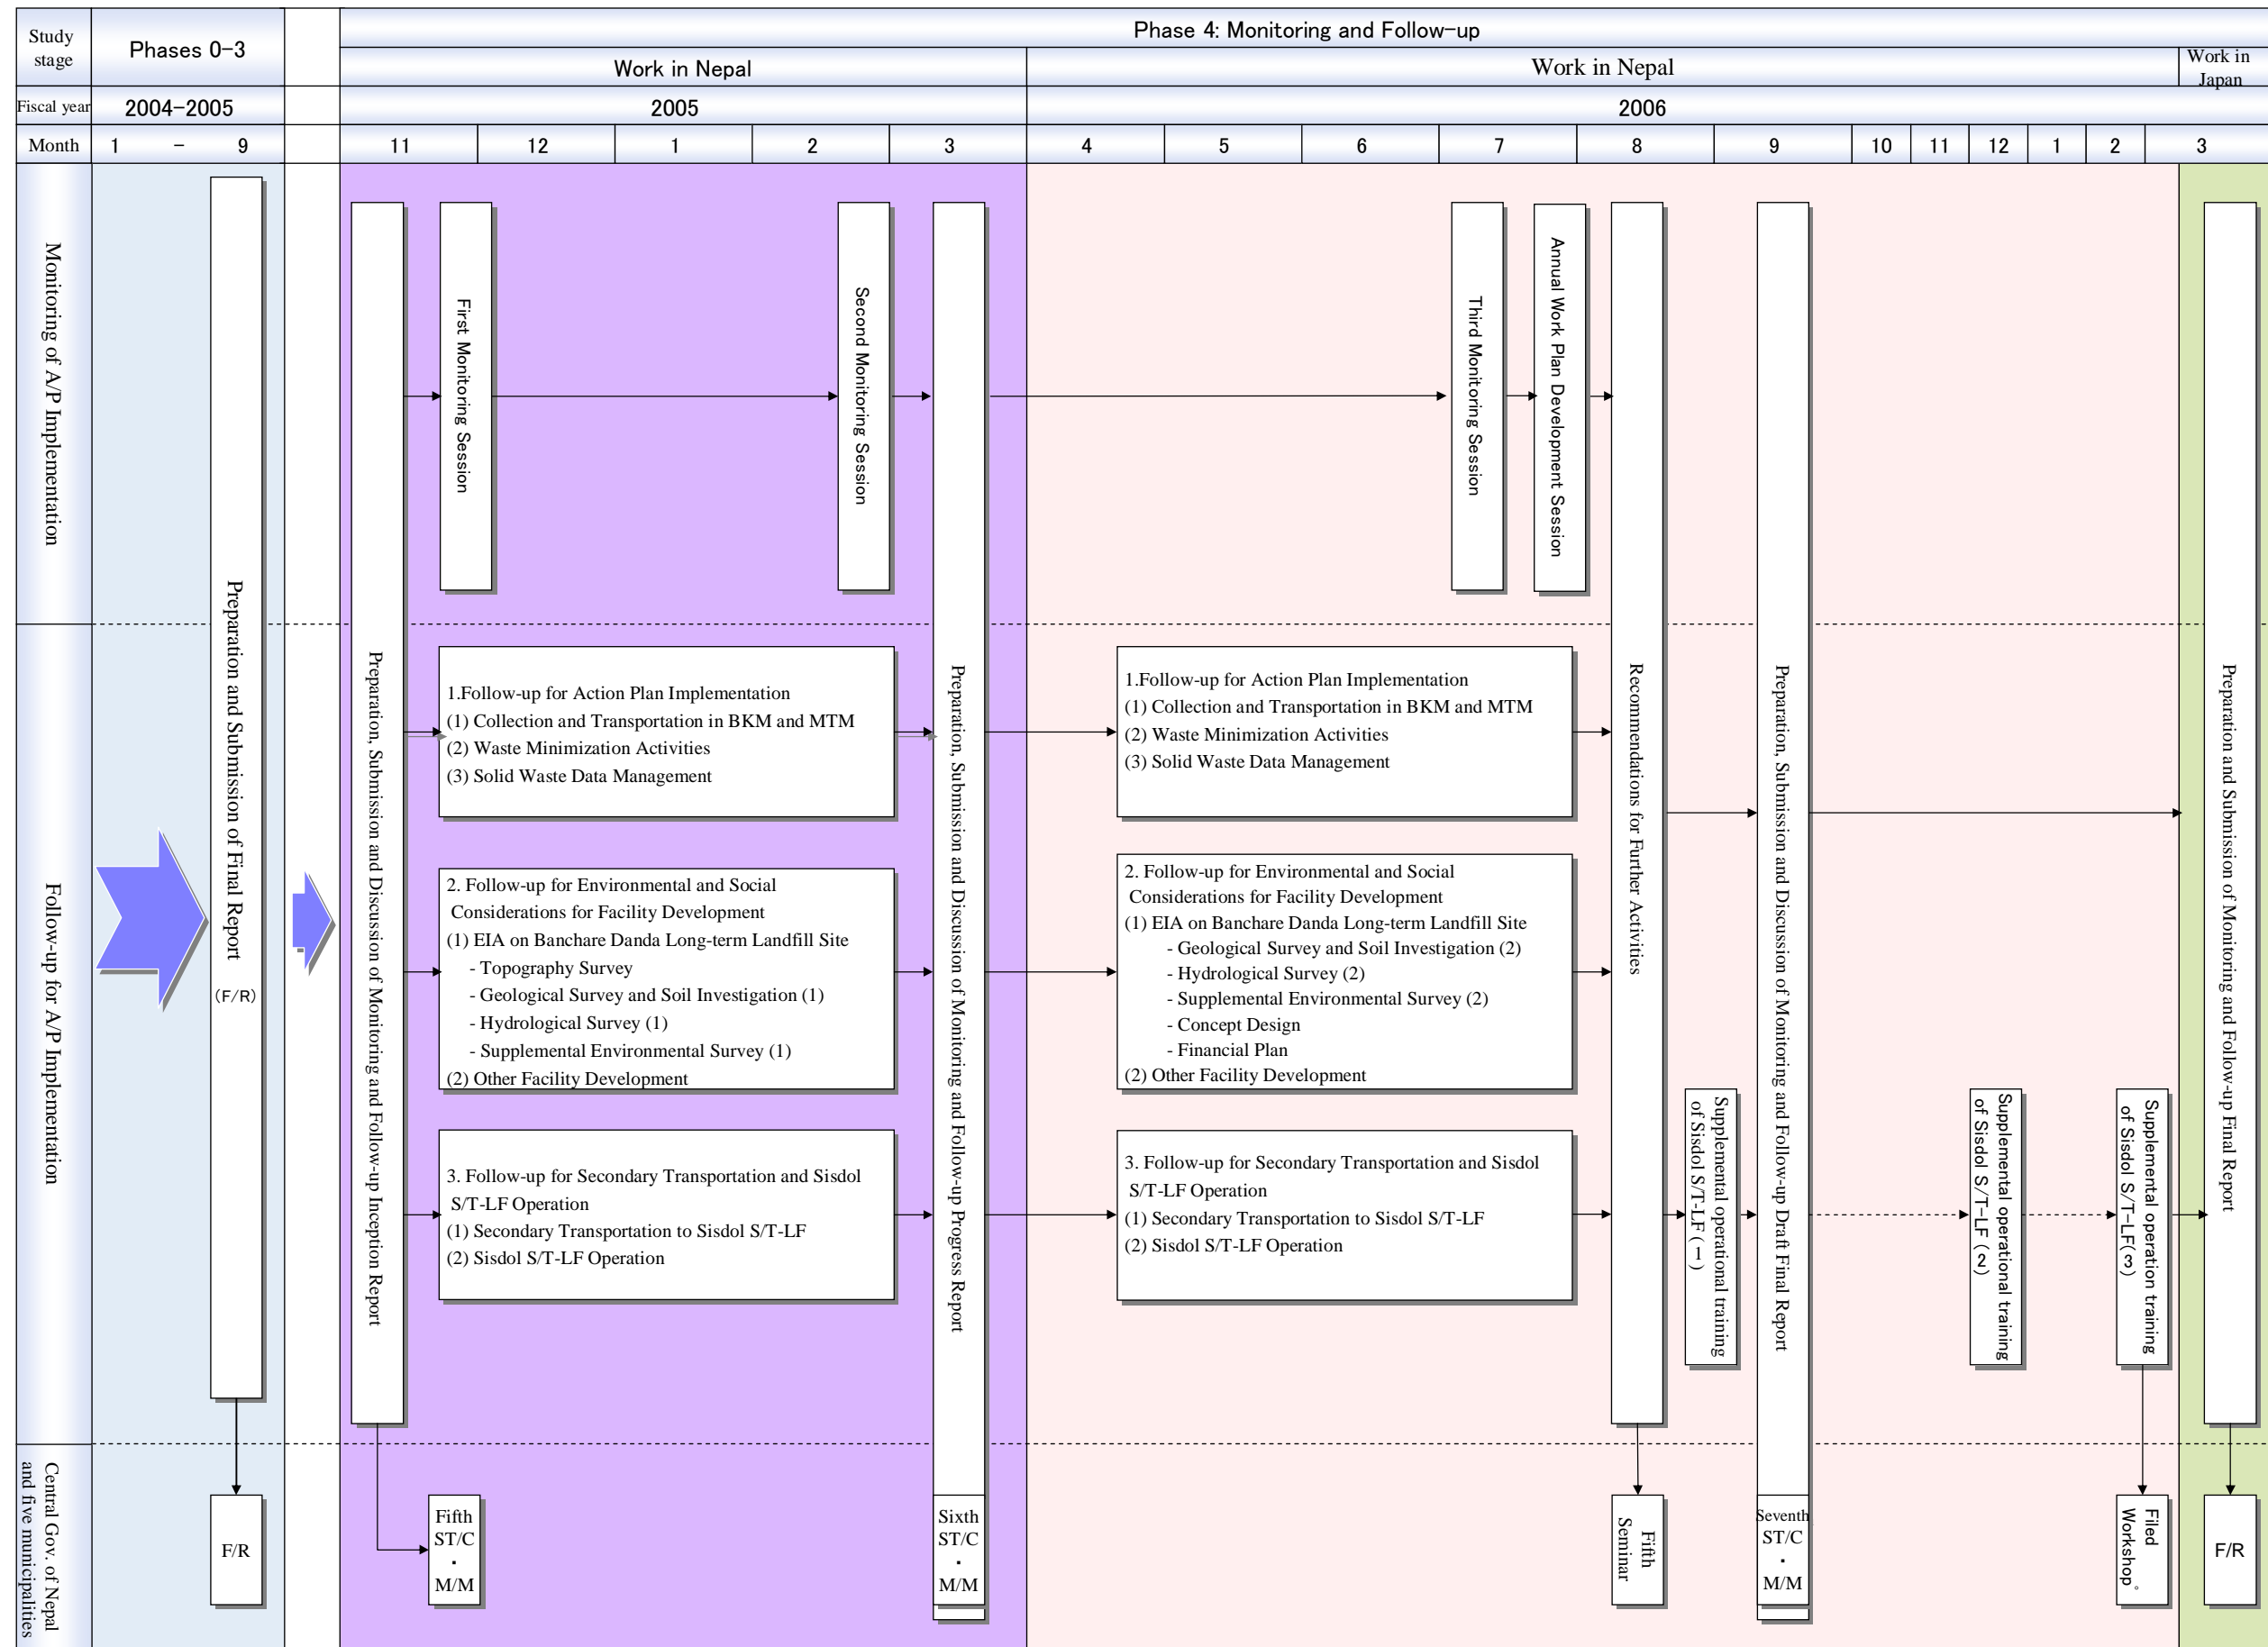 Study
stage
Phases 0-3
Phase 4: Monitoring and Follow-up
Work in Nepal
Work in Nepal
Work in
Japan
Fiscal year
2004-2005
2005
2006
Month
1 - 9
11
12
1
2
3
4
5
6
7
8
9
10
11
12
1
2
3
Monitoring of A/P Implementation
Follow-up for A/P Implementation
Central Gov. of Nepal
and five municipalities
Preparation and Submission of Final Report
(F/R)
F/R
Preparation, Submission and Discussion of Monitoring and Follow-up Inception Report
First Monitoring Session
Second Monitoring Session
1.Follow-up for Action Plan Implementation
(1) Collection and Transportation in BKM and MTM
(2) Waste Minimization Activities
(3) Solid Waste Data Management
2. Follow-up for Environmental and Social
Considerations for Facility Development
(1) EIA on Banchare Danda Long-term Landfill Site
- Topography Survey
- Geological Survey and Soil Investigation (1)
- Hydrological Survey (1)
- Supplemental Environmental Survey (1)
(2) Other Facility Development
3. Follow-up for Secondary Transportation and Sisdol
S/T-LF Operation
(1) Secondary Transportation to Sisdol S/T-LF
(2) Sisdol S/T-LF Operation
Fifth
ST/C
・
M/M
Preparation, Submission and Discussion of Monitoring and Follow-up Progress Report
Sixth
ST/C
・
M/M
Third Monitoring Session
Annual Work Plan Development Session
1.Follow-up for Action Plan Implementation
(1) Collection and Transportation in BKM and MTM
(2) Waste Minimization Activities
(3) Solid Waste Data Management
2. Follow-up for Environmental and Social
Considerations for Facility Development
(1) EIA on Banchare Danda Long-term Landfill Site
- Geological Survey and Soil Investigation (2)
- Hydrological Survey (2)
- Supplemental Environmental Survey (2)
- Concept Design
- Financial Plan
(2) Other Facility Development
3. Follow-up for Secondary Transportation and Sisdol
S/T-LF Operation
(1) Secondary Transportation to Sisdol S/T-LF
(2) Sisdol S/T-LF Operation
Recommendations for Further Activities
Fifth
Seminar
Supplemental operational training
of Sisdol S/T-LF (1)
Preparation, Submission and Discussion of Monitoring and Follow-up Draft Final Report
Seventh
ST/C
・
M/M
Supplemental operational training
of Sisdol S/T-LF (2)
Supplemental operation training
of Sisdol S/T-LF(3)
Filed
Workshop。
Preparation and Submission of Monitoring and Follow-up Final Report
F/R